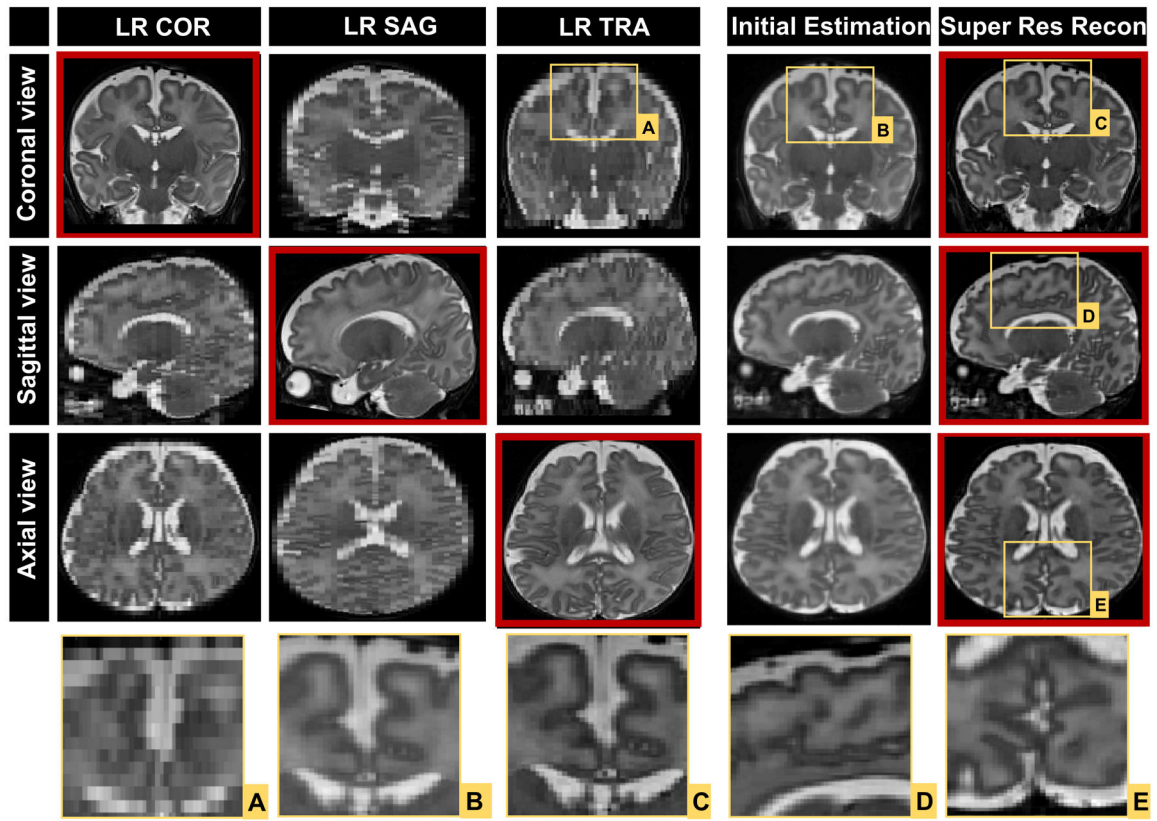 LR COR
LR SAG
LR TRA
Initial Estimation
Super Res Recon
Coronal view
A
B
C
Sagittal view
D
Axial view
E
A
B
C
D
E